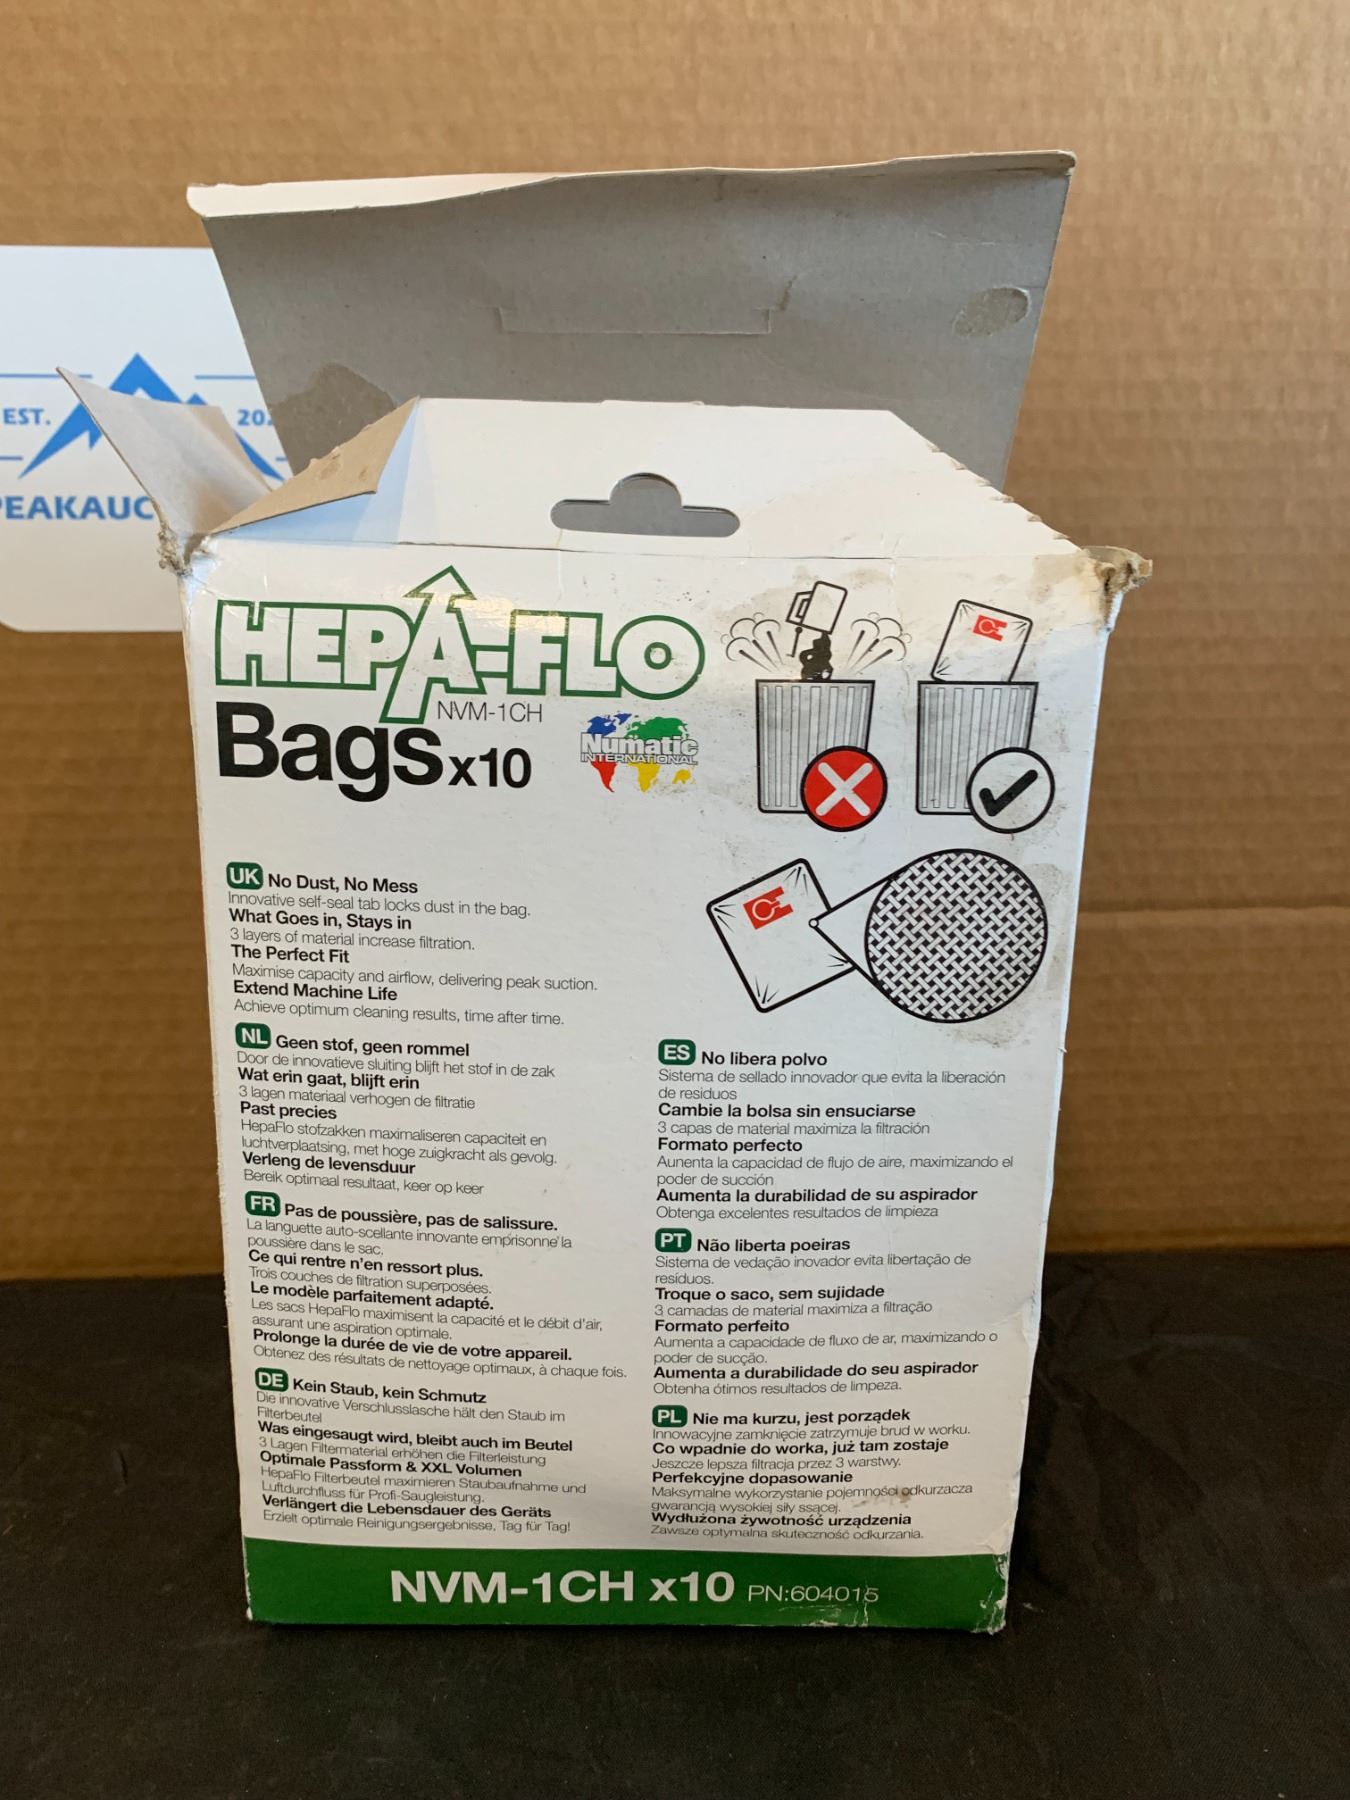 EST.
202
PEAKAUC
HEPA-FLO
NVM-1CH
Bags x10
Numatic
INTERNATIONAL
UK No Dust, No Mess
Innovative self-seal tab locks dust in the bag.
What Goes in, Stays in
3 layers of material increase filtration.
The Perfect Fit
Maximise capacity and airflow, delivering peak suction.
Extend Machine Life
Achieve optimum cleaning results, time after time.
NL Geen stof, geen rommel
Door de innovatieve sluiting blijft het stof in de zak
Wat erin gaat, blijft erin
3 lagen materiaal verhogen de filtratie
Past precies
HepaFlo stofzakken maximaliseren capaciteit en
luchtverplaatsing, met hoge zuigkracht als gevolg.
Verleng de levensduur
Bereik optimaal resultaat, keer op keer
FR Pas de poussière, pas de salissure.
La languette auto-scellante innovante emprisonne la
poussière dans le sac.
Ce qui rentre n'en ressort plus.
Trois couches de filtration superposées.
Le modèle parfaitement adapté.
Les sacs HepaFlo maximisent la capacité et le débit d'air,
assurant une aspiration optimale.
Prolonge la durée de vie de votre appareil.
Obtenez des résultats de nettoyage optimaux, à chaque fois.
DE Kein Staub, kein Schmutz
Die innovative Verschlusslasche hält den Staub im
Filterbeutel
Was eingesaugt wird, bleibt auch im Beutel
3 Lagen Filtermaterial erhöhen die Filterleistung
Optimale Passform & XXL Volumen
HepaFlo Filterbeutel maximieren Staubaufnahme und
Luftdurchfluss für Profi-Saugleistung.
Verlängert die Lebensdauer des Geräts
Erzielt optimale Reinigungsergebnisse, Tag für Tag!
ES No libera polvo
Sistema de sellado innovador que evita la liberación
de residuos
Cambie la bolsa sin ensuciarse
3 capas de material maximiza la filtración
Formato perfecto
Aunenta la capacidad de flujo de aire, maximizando el
poder de succión
Aumenta la durabilidad de su aspirador
Obtenga excelentes resultados de limpieza
PT Não liberta poeiras
Sistema de vedação inovador evita libertação de
resíduos.
Troque o saco, sem sujidade
3 camadas de material maximiza a filtração
Formato perfeito
Aumenta a capacidade de fluxo de ar, maximizando o
poder de sucção.
Aumenta a durabilidade do seu aspirador
Obtenha ótimos resultados de limpeza.
PL Nie ma kurzu, jest porządek
Innowacyjne zamknięcie zatrzymuje brud w worku.
Co wpadnie do worka, już tam zostaje
Jeszcze lepsza filtracja przez 3 warstwy.
Perfekcyjne dopasowanie
Maksymalne wykorzystanie pojemności odkurzacza
gwarancją wysokiej siły ssącej.
Wydłużona żywotność urządzenia
Zawsze optymalna skuteczność odkurzania.
NVM-1CH x10 PN:604015